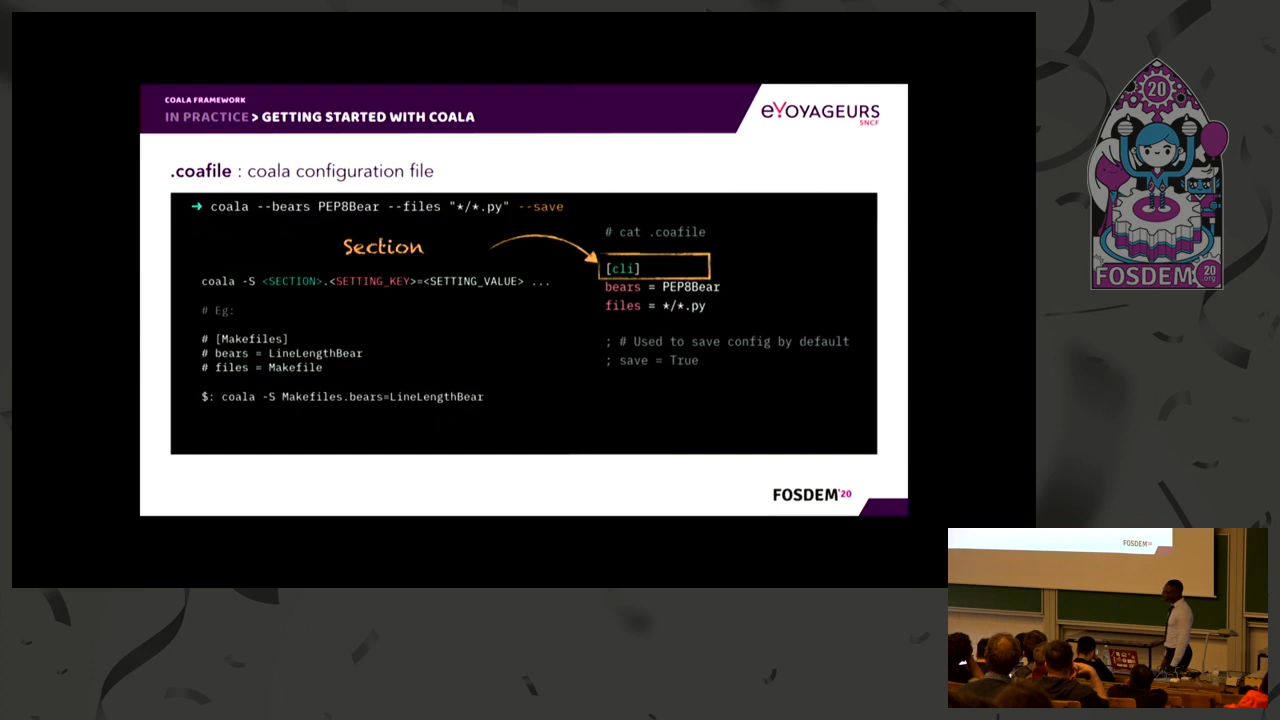 COALA FRAMEWORK
IN PRACTICE > GETTING STARTED WITH COALA
eVOYAGEURS
SNCF
.coafile : coala configuration file
➜ coala --bears PEP8Bear --files "*/*.py" --save
Section
coala -S <SECTION>.<SETTING_KEY>=<SETTING_VALUE> ...
# Eg:
# [Makefiles]
# bears = LineLengthBear
# files = Makefile
$: coala -S Makefiles.bears=LineLengthBear
# cat .coafile
[cli]
bears = PEP8Bear
files = */*.py
; # Used to save config by default
; save = True
FOSDEM'20
20
FOSDEM
20
.org
FOSDEM'20